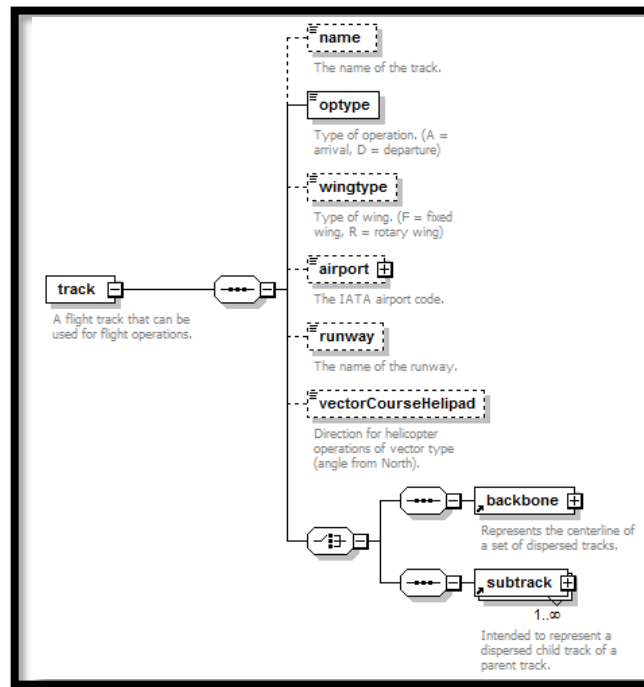 name
The name of the track.
optype
Type of operation. (A =
arrival, D = departure)
wingtype
Type of wing. (F = fixed
wing, R = rotary wing)
airport
The IATA airport code.
track
A flight track that can be
used for flight operations.
runway
The name of the runway.
vectorCourseHelipad
Direction for helicopter
operations of vector type
(angle from North).
backbone
Represents the centerline of
a set of dispersed tracks.
subtrack
1..∞
Intended to represent a
dispersed child track of a
parent track.